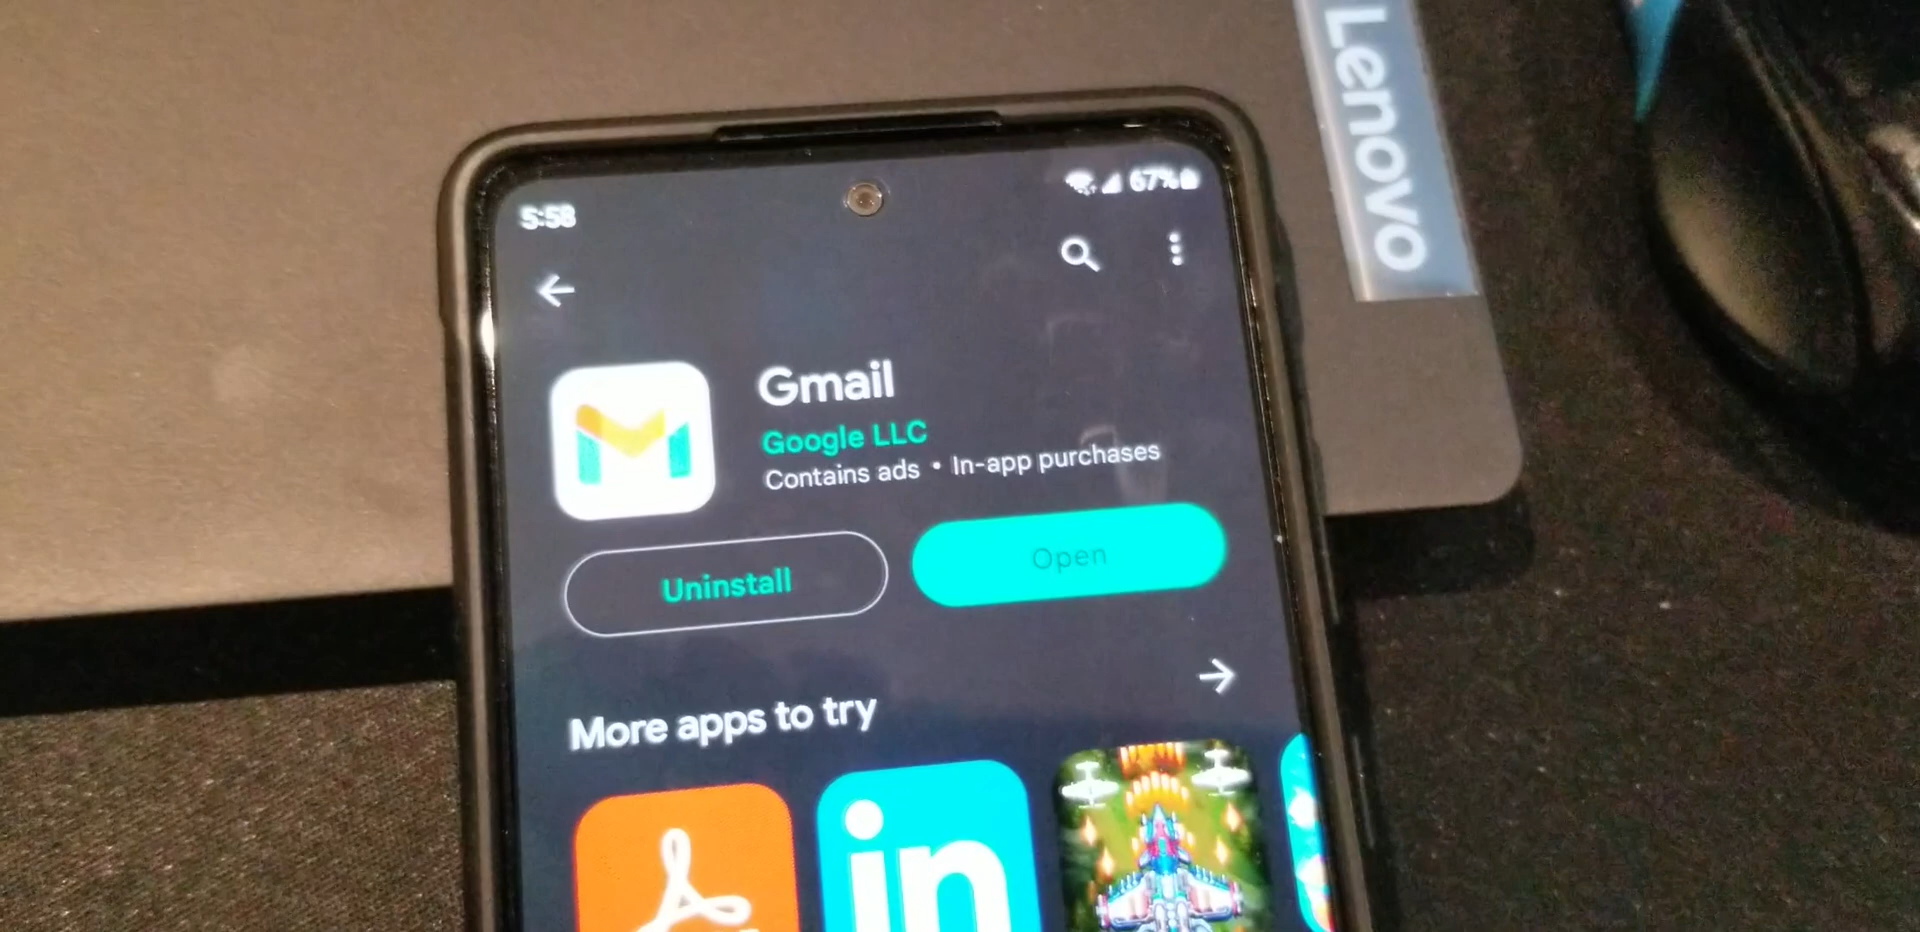 Lenovo
5:58
67%
Gmail
Google LLC
Contains ads • In-app purchases
Uninstall
Open
More apps to try
in